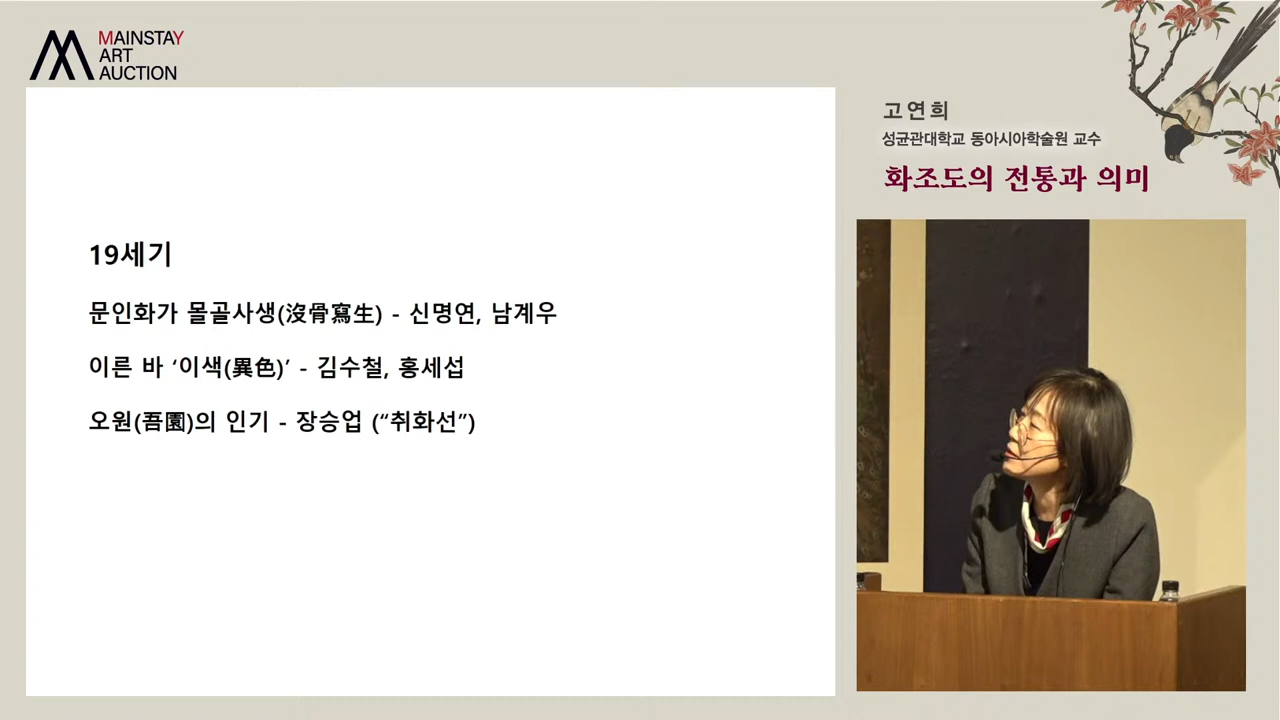 MAINSTAY
ART
AUCTION
고연희
성균관대학교 동아시아학술원 교수
화조도의 전통과 의미
19세기
문인화가 몰골사생(沒骨寫生) - 신명연, 남계우
이른 바 ‘이색(異色)’ - 김수철, 홍세섭
오원(吾園)의 인기 - 장승업 (“취화선”)